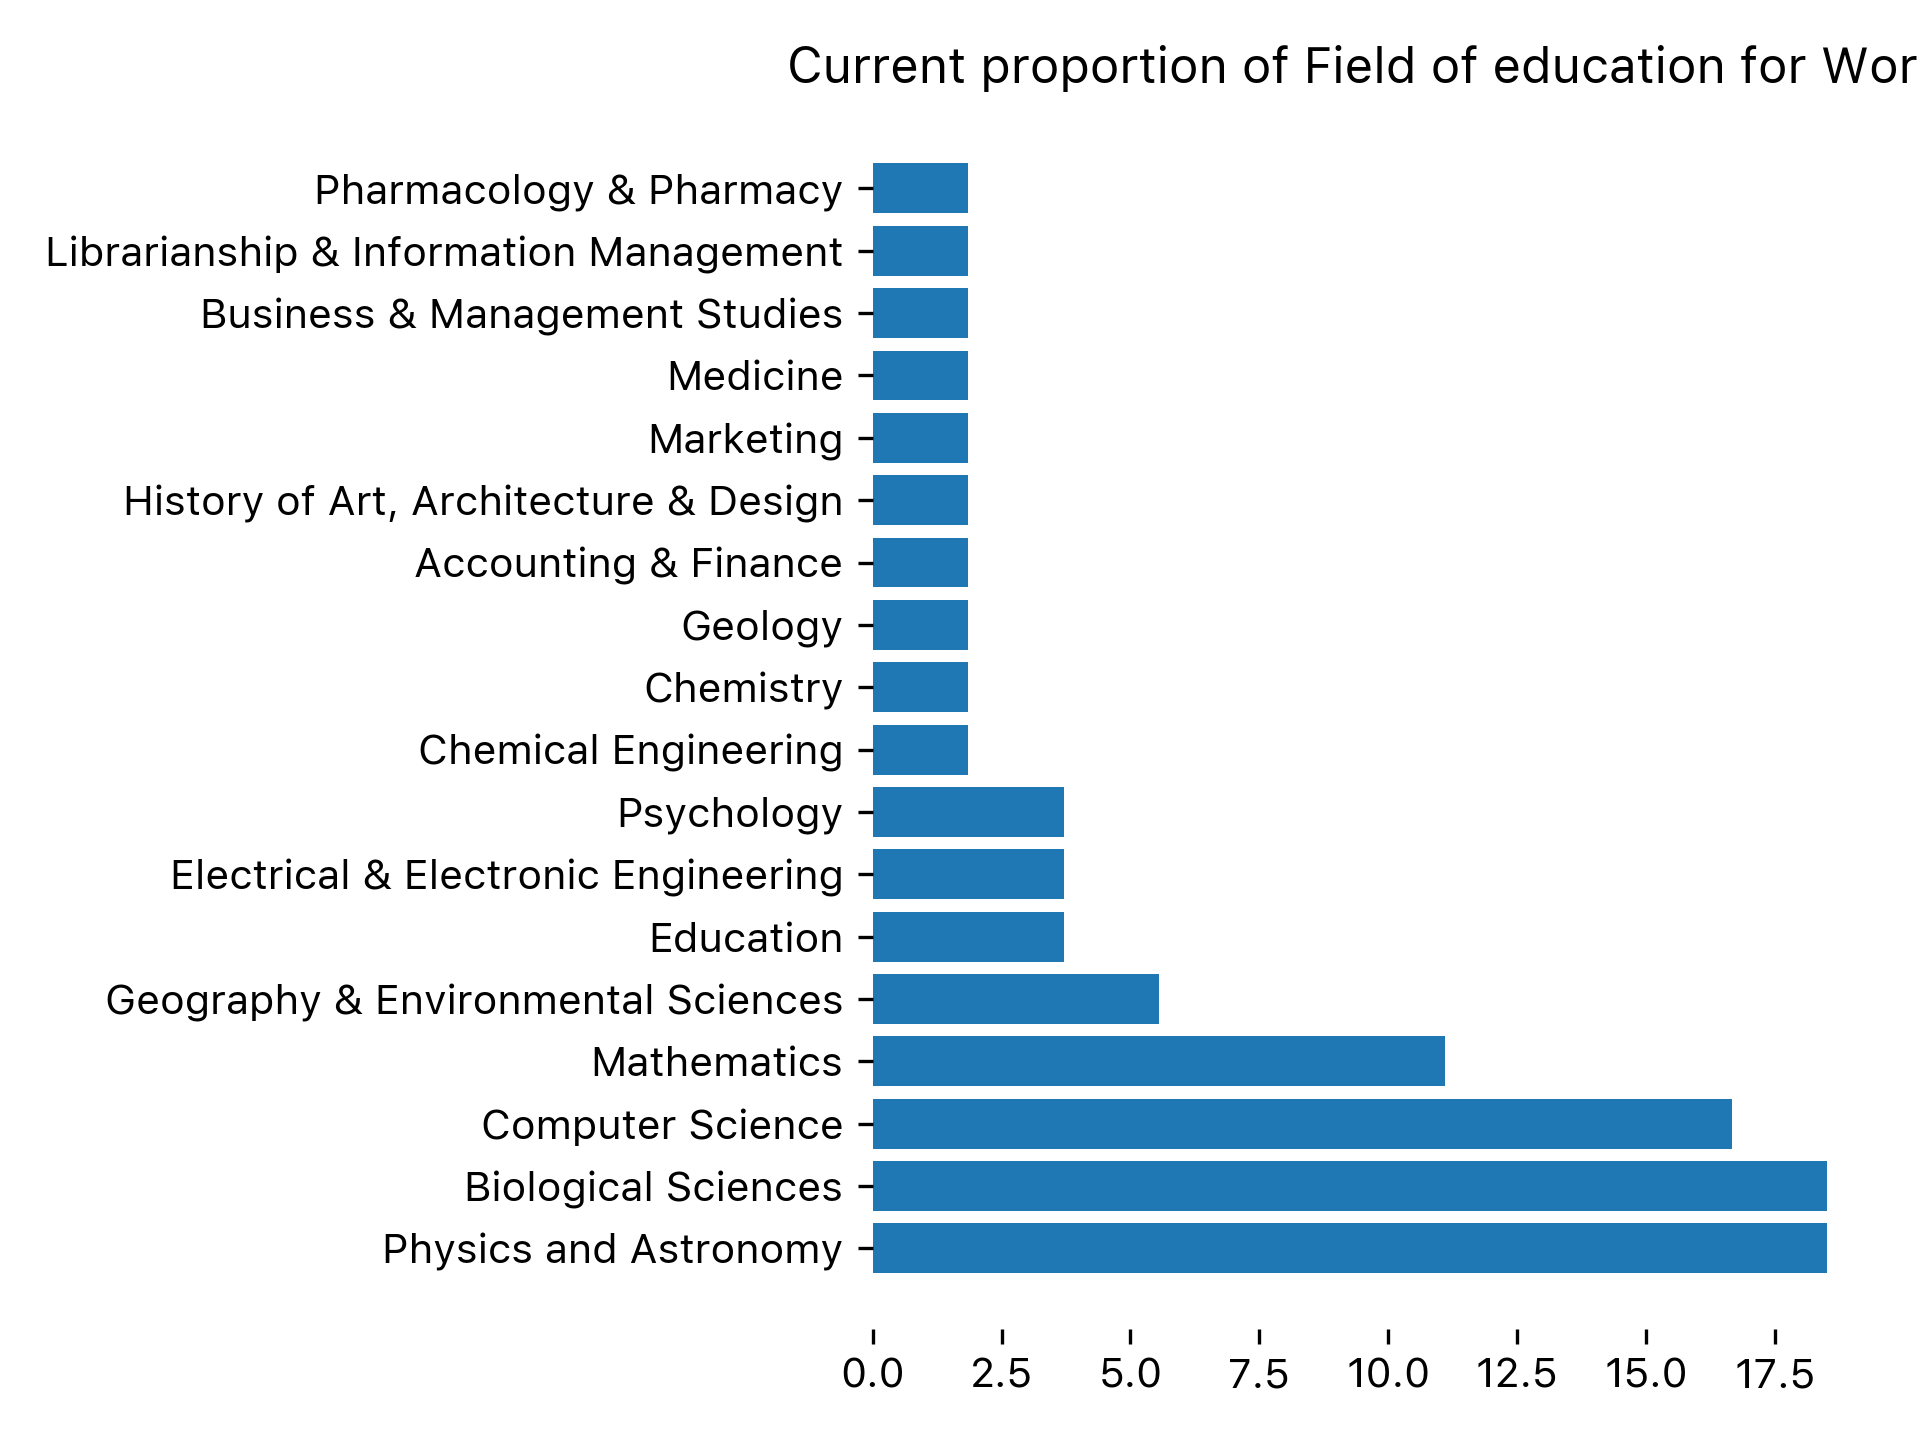 Current proportion of Field of education for Wor
Pharmacology & Pharmacy
Librarianship & Information Management
Business & Management Studies
Medicine
Marketing
History of Art, Architecture & Design
Accounting & Finance
Geology
Chemistry
Chemical Engineering
Psychology
Electrical & Electronic Engineering
Education
Geography & Environmental Sciences
Mathematics
Computer Science
Biological Sciences
Physics and Astronomy
0.0 2.5 5.0 7.5 10.0 12.5 15.0 17.5